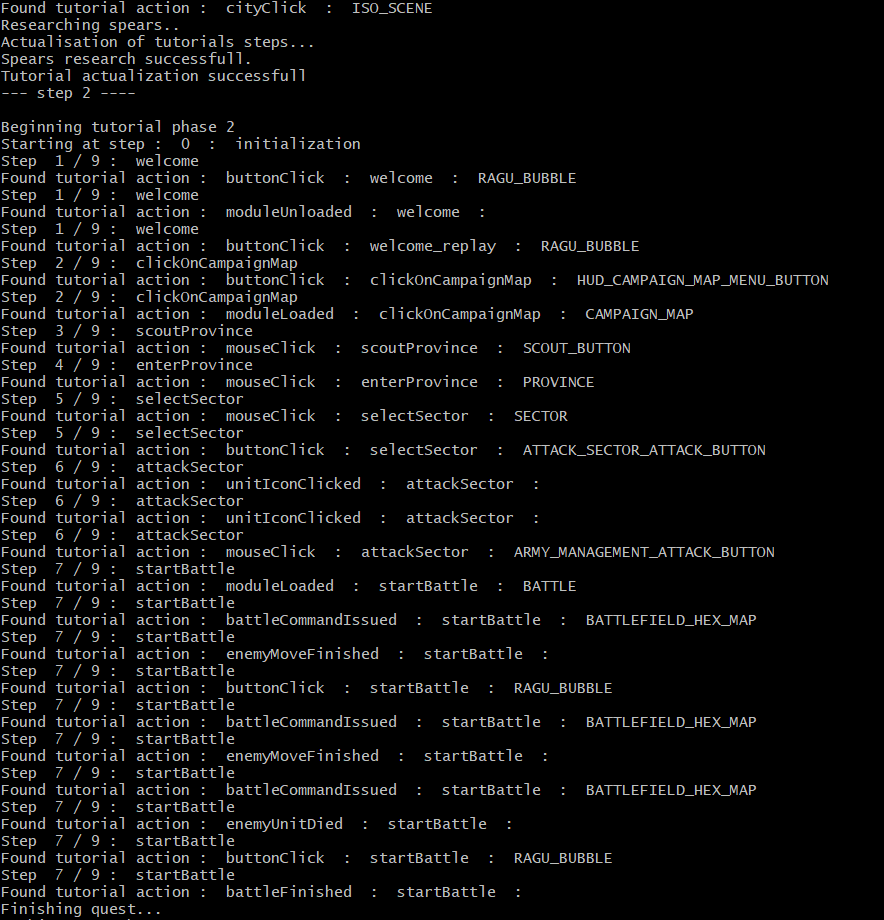 Found tutorial action :  cityClick  :  ISO_SCENE
Researching spears..
Actualisation of tutorials steps...
Spears research successfull.
Tutorial actualization successfull
--- step 2 ----
Beginning tutorial phase 2
Starting at step :  0  :  initialization
Step  1 / 9 :  welcome
Found tutorial action :  buttonClick  :  welcome  :  RAGU_BUBBLE
Step  1 / 9 :  welcome
Found tutorial action :  moduleUnloaded  :  welcome  :
Step  1 / 9 :  welcome
Found tutorial action :  buttonClick  :  welcome_replay  :  RAGU_BUBBLE
Step  2 / 9 :  clickOnCampaignMap
Found tutorial action :  buttonClick  :  clickOnCampaignMap  :  HUD_CAMPAIGN_MAP_MENU_BUTTON
Step  2 / 9 :  clickOnCampaignMap
Found tutorial action :  moduleLoaded  :  clickOnCampaignMap  :  CAMPAIGN_MAP
Step  3 / 9 :  scoutProvince
Found tutorial action :  mouseClick  :  scoutProvince  :  SCOUT_BUTTON
Step  4 / 9 :  enterProvince
Found tutorial action :  mouseClick  :  enterProvince  :  PROVINCE
Step  5 / 9 :  selectSector
Found tutorial action :  mouseClick  :  selectSector  :  SECTOR
Step  5 / 9 :  selectSector
Found tutorial action :  buttonClick  :  selectSector  :  ATTACK_SECTOR_ATTACK_BUTTON
Step  6 / 9 :  attackSector
Found tutorial action :  unitIconClicked  :  attackSector  :
Step  6 / 9 :  attackSector
Found tutorial action :  unitIconClicked  :  attackSector  :
Step  6 / 9 :  attackSector
Found tutorial action :  mouseClick  :  attackSector  :  ARMY_MANAGEMENT_ATTACK_BUTTON
Step  7 / 9 :  startBattle
Found tutorial action :  moduleLoaded  :  startBattle  :  BATTLE
Step  7 / 9 :  startBattle
Found tutorial action :  battleCommandIssued  :  startBattle  :  BATTLEFIELD_HEX_MAP
Step  7 / 9 :  startBattle
Found tutorial action :  enemyMoveFinished  :  startBattle  :
Step  7 / 9 :  startBattle
Found tutorial action :  buttonClick  :  startBattle  :  RAGU_BUBBLE
Step  7 / 9 :  startBattle
Found tutorial action :  battleCommandIssued  :  startBattle  :  BATTLEFIELD_HEX_MAP
Step  7 / 9 :  startBattle
Found tutorial action :  enemyMoveFinished  :  startBattle  :
Step  7 / 9 :  startBattle
Found tutorial action :  battleCommandIssued  :  startBattle  :  BATTLEFIELD_HEX_MAP
Step  7 / 9 :  startBattle
Found tutorial action :  enemyUnitDied  :  startBattle  :
Step  7 / 9 :  startBattle
Found tutorial action :  buttonClick  :  startBattle  :  RAGU_BUBBLE
Step  7 / 9 :  startBattle
Found tutorial action :  battleFinished  :  startBattle  :
Finishing quest...